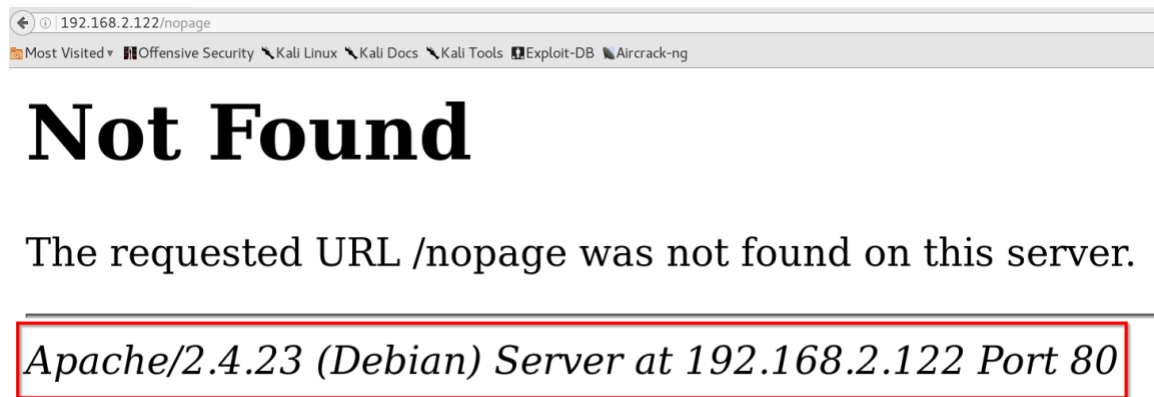 192.168.2.122/nopage
Most Visited Offensive Security Kali Linux Kali Docs Kali Tools Exploit-DB Aircrack-ng
Not Found
The requested URL /nopage was not found on this server.
Apache/2.4.23 (Debian) Server at 192.168.2.122 Port 80